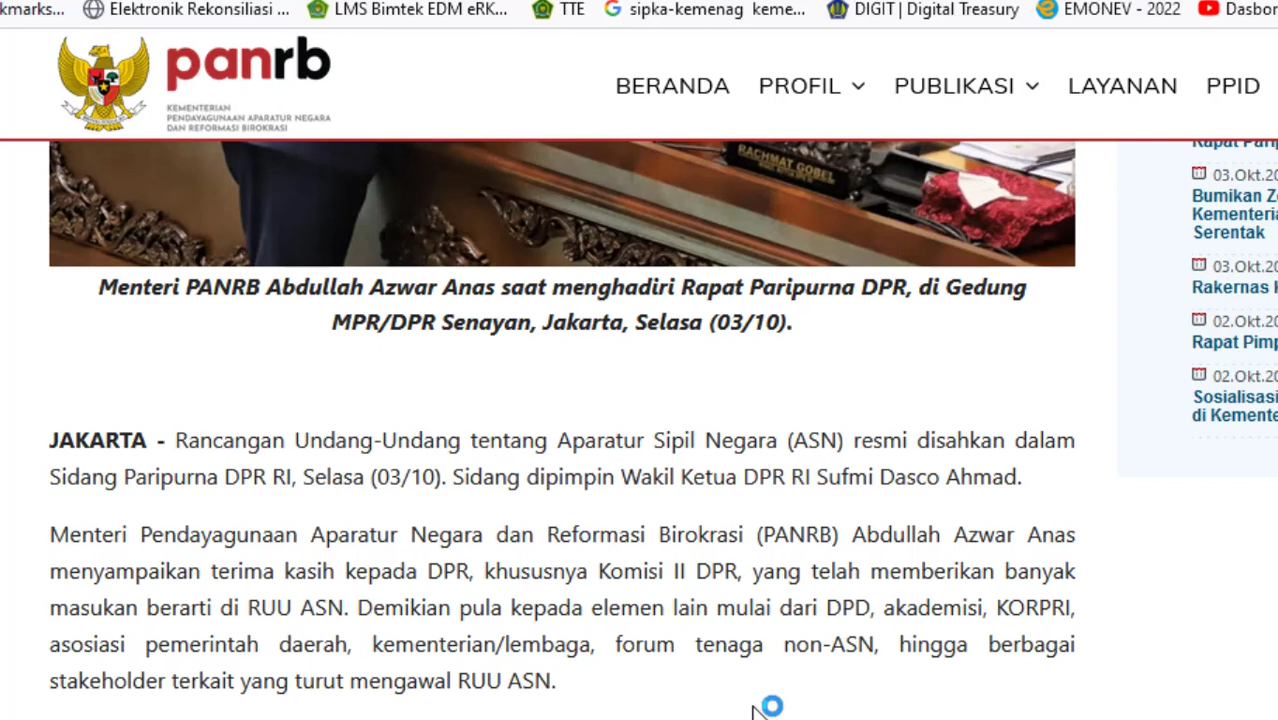 kmarks...
Elektronik Rekonsiliasi ...
LMS Bimtek EDM eRK...
TTE
sipka-kemenag keme...
DIGIT | Digital Treasury
EMONEV - 2022
Dasbor
panrb
KEMENTERIAN
PENDAYAGUNAAN APARATUR NEGARA
DAN REFORMASI BIROKRASI
BERANDA PROFIL PUBLIKASI LAYANAN PPID
RACHMAT GOBEL
Menteri PANRB Abdullah Azwar Anas saat menghadiri Rapat Paripurna DPR, di Gedung
MPR/DPR Senayan, Jakarta, Selasa (03/10).
JAKARTA - Rancangan Undang-Undang tentang Aparatur Sipil Negara (ASN) resmi disahkan dalam
Sidang Paripurna DPR RI, Selasa (03/10). Sidang dipimpin Wakil Ketua DPR RI Sufmi Dasco Ahmad.
Menteri Pendayagunaan Aparatur Negara dan Reformasi Birokrasi (PANRB) Abdullah Azwar Anas
menyampaikan terima kasih kepada DPR, khususnya Komisi II DPR, yang telah memberikan banyak
masukan berarti di RUU ASN. Demikian pula kepada elemen lain mulai dari DPD, akademisi, KORPRI,
asosiasi pemerintah daerah, kementerian/lembaga, forum tenaga non-ASN, hingga berbagai
stakeholder terkait yang turut mengawal RUU ASN.
Rapat Parip
03.Okt.20
Bumikan Z
Kementeria
Serentak
03.Okt.20
Rakernas K
02.Okt.20
Rapat Pimp
02.Okt.20
Sosialisasi
di Kemente